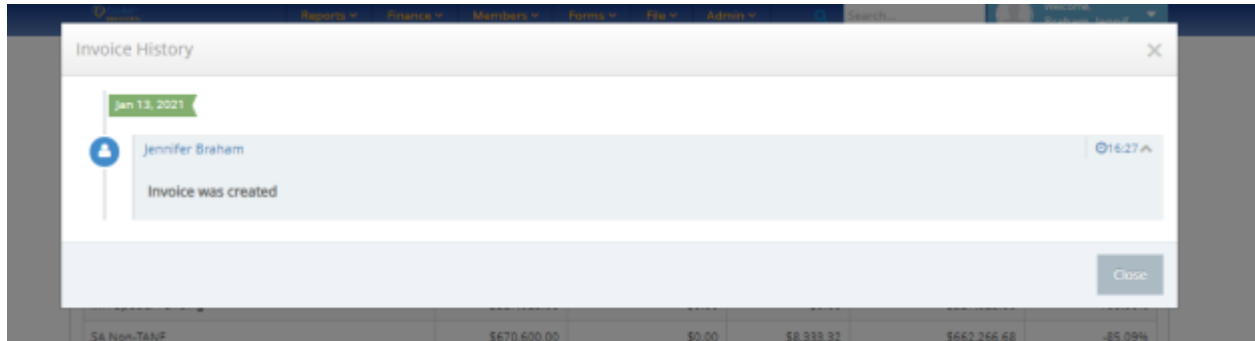 Reports Finance Members Forms File Admin Search... Welcome,
Invoice History
Jan 13, 2021
Jennifer Braham 16:27
Invoice was created
Close
SA Non-TANF $670,600.00 $0.00 $8,333.32 $662,266.68 -85.09%